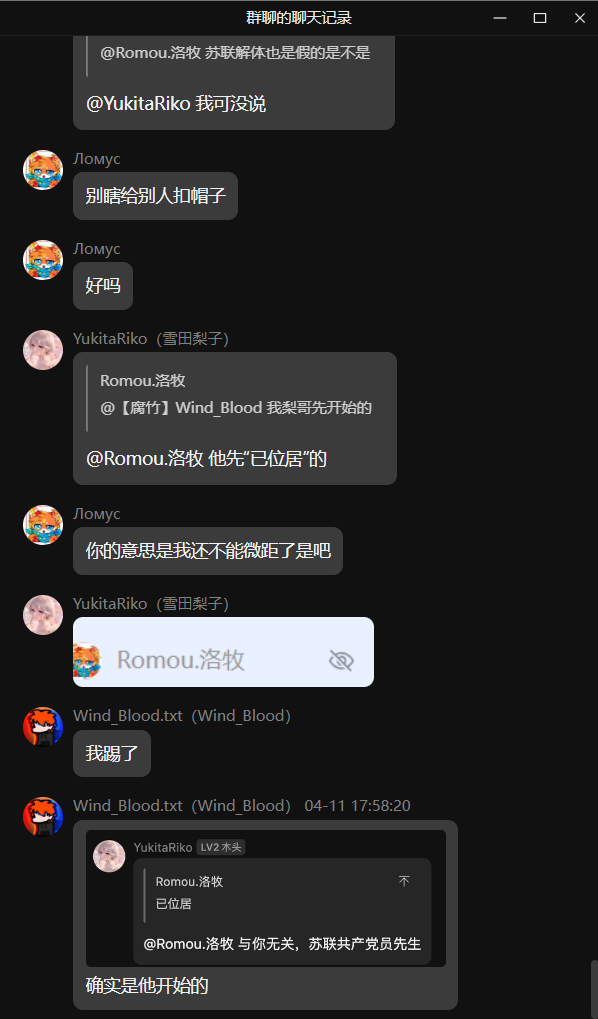 群聊的聊天记录
@Romou.洛牧 苏联解体也是假的是不是
@YukitaRiko 我可没说
Ломус
别瞎给别人扣帽子
Ломус
好吗
YukitaRiko（雪田梨子）
Romou.洛牧
@【腐竹】Wind_Blood 我梨哥先开始的
@Romou.洛牧 他先“已位居”的
Ломус
你的意思是我还不能微距了是吧
YukitaRiko（雪田梨子）
Romou.洛牧
Wind_Blood.txt（Wind_Blood）
我踢了
Wind_Blood.txt（Wind_Blood） 04-11 17:58:20
YukitaRiko LV2 木头
Romou.洛牧
已位居
@Romou.洛牧 与你无关，苏联共产党员先生
确实是他开始的